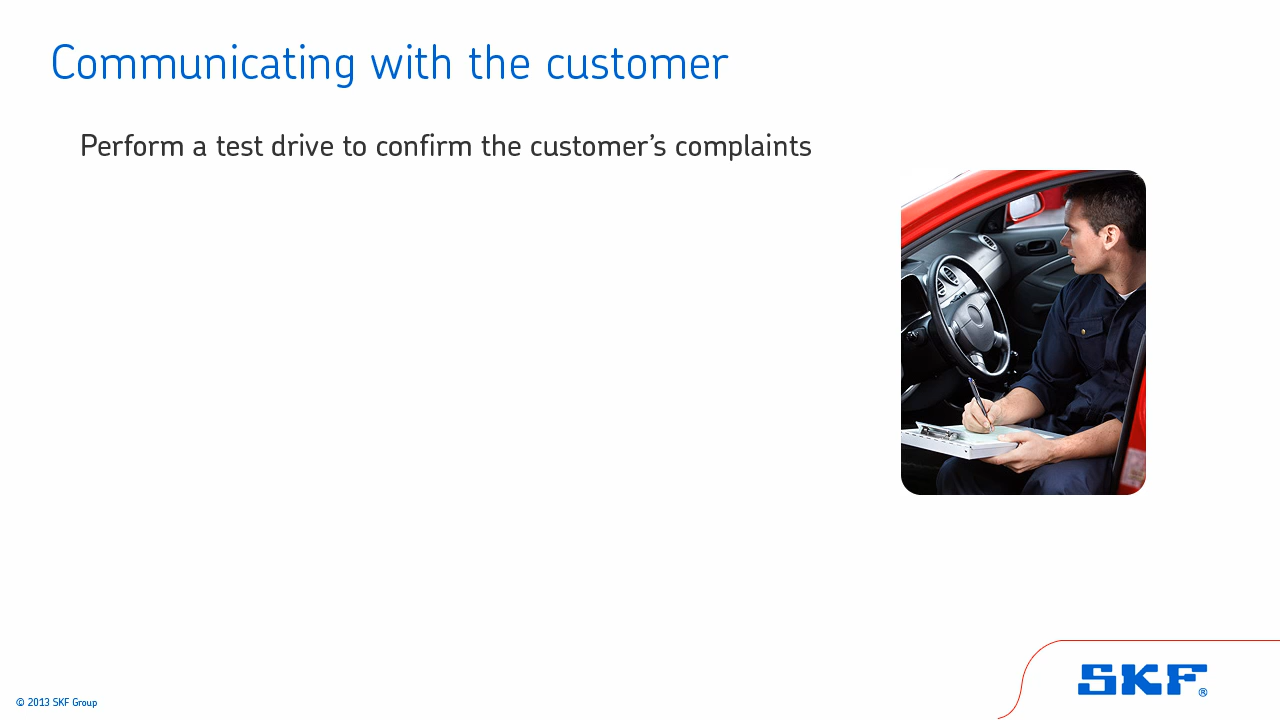 Communicating with the customer
Perform a test drive to confirm the customer’s complaints
© 2013 SKF Group
SKF®